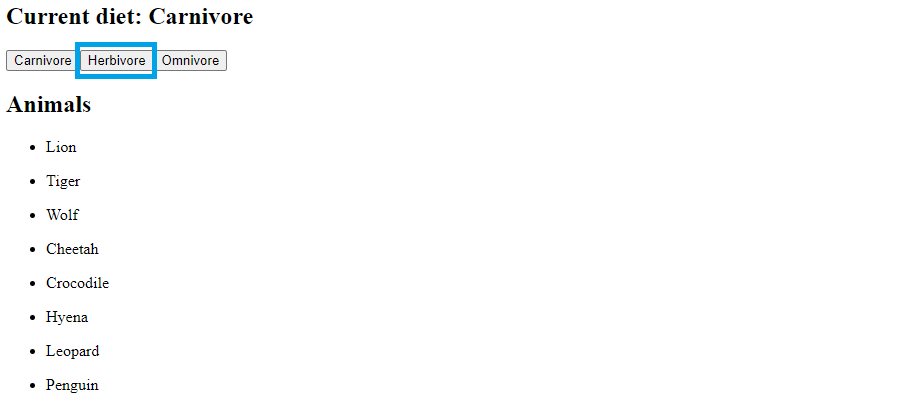 Current diet: Carnivore
Carnivore Herbivore Omnivore
Animals
Lion
Tiger
Wolf
Cheetah
Crocodile
Hyena
Leopard
Penguin